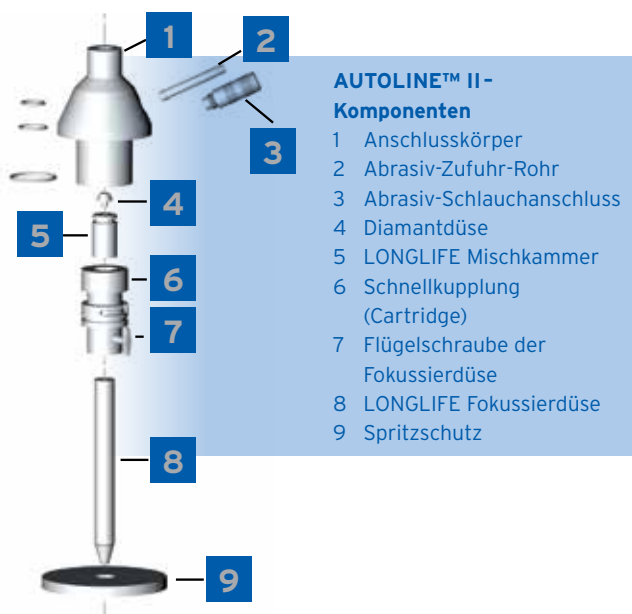 1
2
3
4
5
6
7
8
9
AUTOLINE™ II –
Komponenten
1 Anschlusskörper
2 Abrasiv-Zufuhr-Rohr
3 Abrasiv-Schlauchanschluss
4 Diamantdüse
5 LONGLIFE Mischkammer
6 Schnellkupplung
(Cartridge)
7 Flügelschraube der
Fokussierdüse
8 LONGLIFE Fokussierdüse
9 Spritzschutz